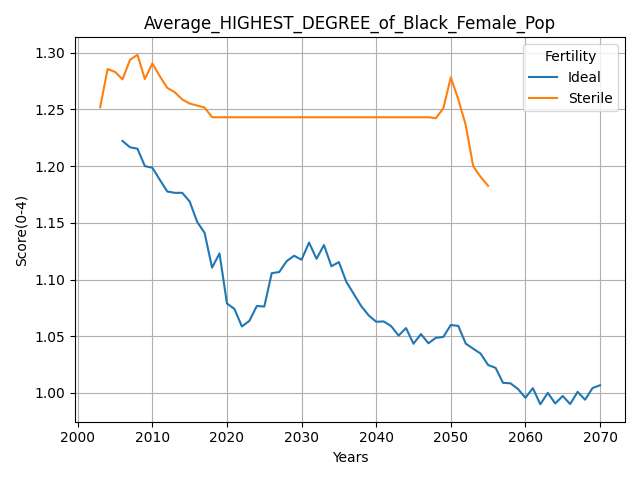 Average_HIGHEST_DEGREE_of_Black_Female_Pop
Fertility
Ideal
Sterile
Score(0-4)
1.30
1.25
1.20
1.15
1.10
1.05
1.00
2000 2010 2020 2030 2040 2050 2060 2070
Years